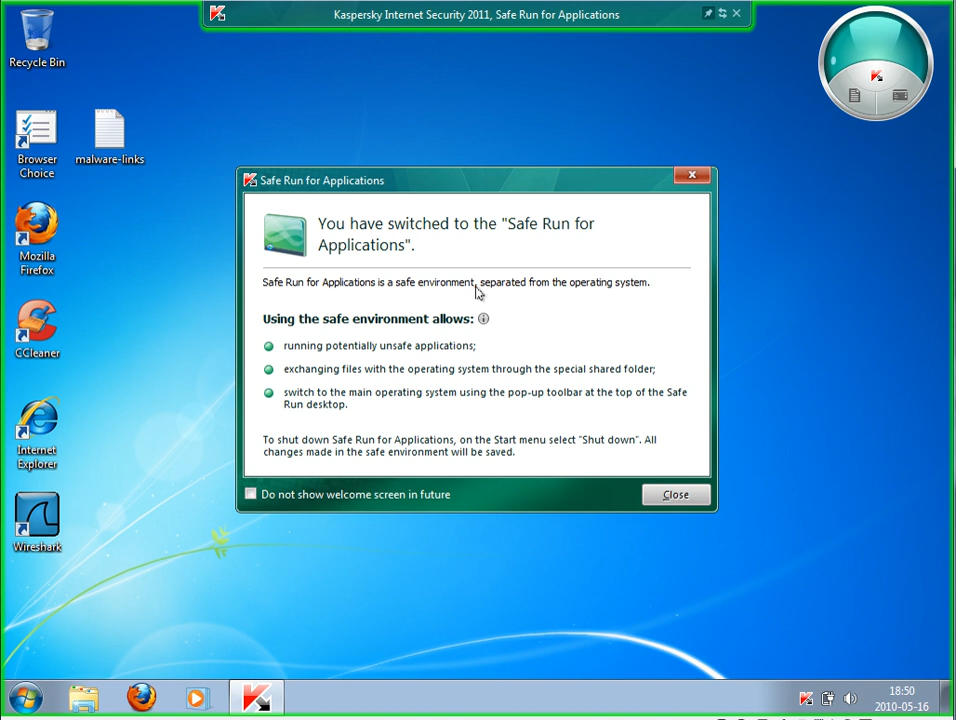 Kaspersky Internet Security 2011, Safe Run for Applications
Recycle Bin
Browser
Choice
malware-links
Mozilla
Firefox
CCleaner
Internet
Explorer
Wireshark
Safe Run for Applications
You have switched to the "Safe Run for
Applications".
Safe Run for Applications is a safe environment, separated from the operating system.
Using the safe environment allows:
running potentially unsafe applications;
exchanging files with the operating system through the special shared folder;
switch to the main operating system using the pop-up toolbar at the top of the Safe
Run desktop.
To shut down Safe Run for Applications, on the Start menu select "Shut down". All
changes made in the safe environment will be saved.
Do not show welcome screen in future
Close
18:50
2010-05-16